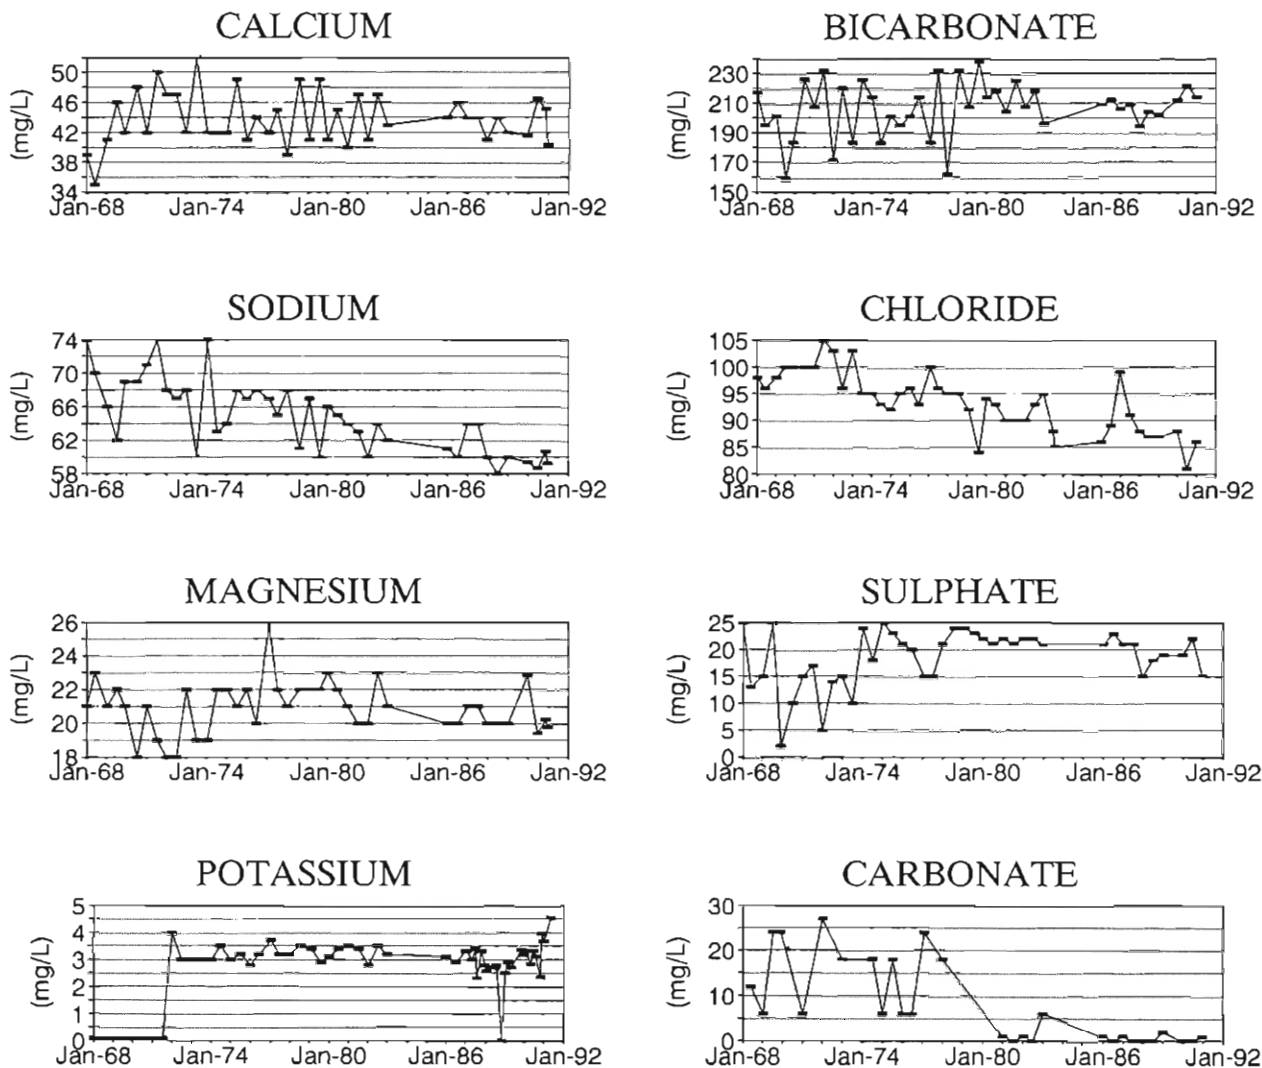 CALCIUM
(mg/L)
50
46
42
38
34
Jan-68 Jan-74 Jan-80 Jan-86 Jan-92
BICARBONATE
(mg/L)
230
210
190
170
150
Jan-68 Jan-74 Jan-80 Jan-86 Jan-92
SODIUM
(mg/L)
74
70
66
62
58
Jan-68 Jan-74 Jan-80 Jan-86 Jan-92
CHLORIDE
(mg/L)
105
100
95
90
85
80
Jan-68 Jan-74 Jan-80 Jan-86 Jan-92
MAGNESIUM
(mg/L)
26
24
22
20
18
Jan-68 Jan-74 Jan-80 Jan-86 Jan-92
SULPHATE
(mg/L)
25
20
15
10
5
0
Jan-68 Jan-74 Jan-80 Jan-86 Jan-92
POTASSIUM
(mg/L)
5
4
3
2
1
0
Jan-68 Jan-74 Jan-80 Jan-86 Jan-92
CARBONATE
(mg/L)
30
20
10
0
Jan-68 Jan-74 Jan-80 Jan-86 Jan-92